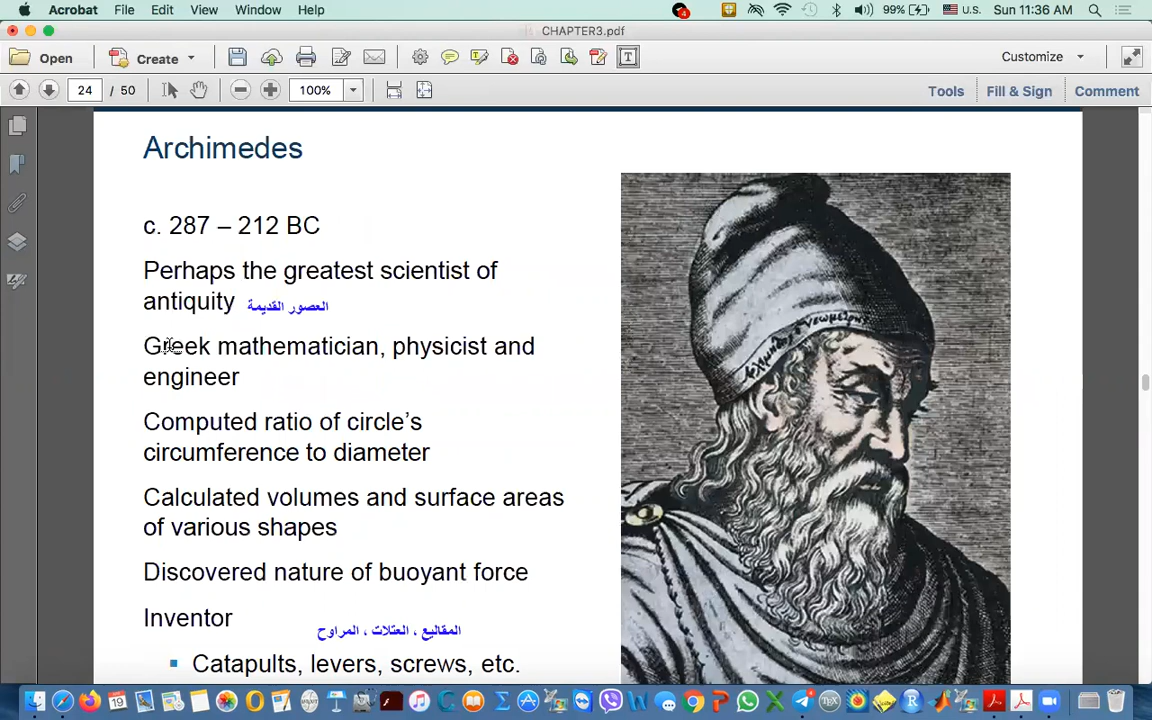 Acrobat File Edit View Window Help
4
99% U.S. Sun 11:36 AM
CHAPTER3.pdf
Open Create Customize
24 / 50 100% Tools Fill & Sign Comment
Archimedes
c. 287 – 212 BC
Perhaps the greatest scientist of
antiquity العصور القديمة
Greek mathematician, physicist and
engineer
Computed ratio of circle’s
circumference to diameter
Calculated volumes and surface areas
of various shapes
Discovered nature of buoyant force
Inventor
المقاليع ، العتلات ، المراوح
▪ Catapults, levers, screws, etc.